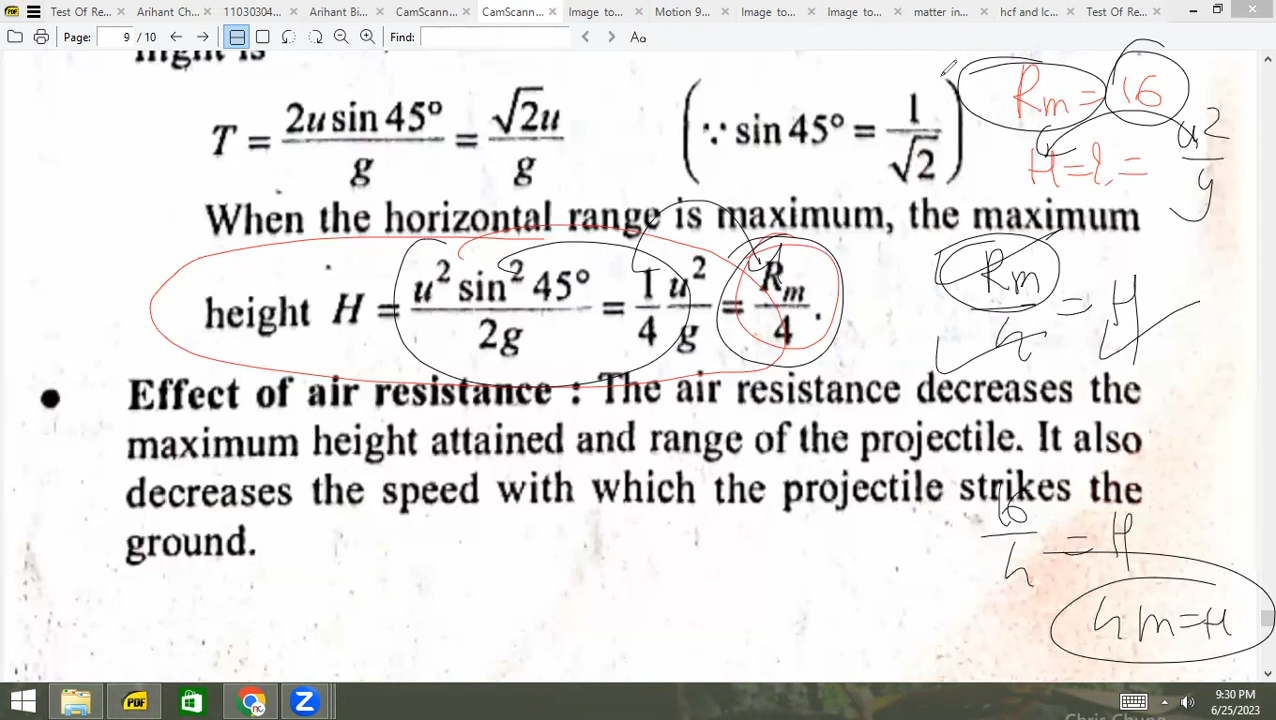 Test Of Re... Arihant Ch... 11030304... Arihant Bi... CamScann... CamScann... Image to... Motion 9 Image to... Image to... matter in... hcf and lc... Test Of Re...
Page: 9 / 10 Find:
T = 2u sin 45° / g = √2u / g (∵ sin 45° = 1/√2)
When the horizontal range is maximum, the maximum
height H = u² sin² 45° / 2g = 1/4 u²/g = Rm/4.
• Effect of air resistance : The air resistance decreases the
maximum height attained and range of the projectile. It also
decreases the speed with which the projectile strikes the
ground.
Rm = 16
H = ? =
u²/g
Rm/4 = H
16/4 = H
4m = H
9:30 PM
6/25/2023